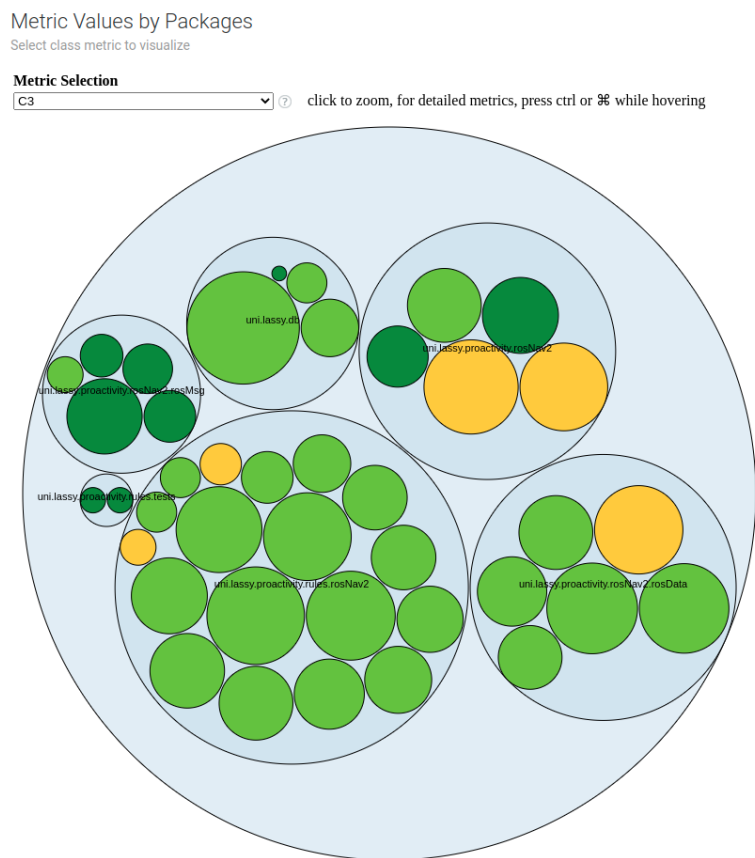 Metric Values by Packages
Select class metric to visualize
Metric Selection
C3
? click to zoom, for detailed metrics, press ctrl or ⌘ while hovering
uni.lassy.db
uni.lassy.proactivity.rosNav2
uni.lassy.proactivity.rosNav2.rosMsg
uni.lassy.proactivity.rules.tests
uni.lassy.proactivity.rules.rosNav2
uni.lassy.proactivity.rosNav2.rosData